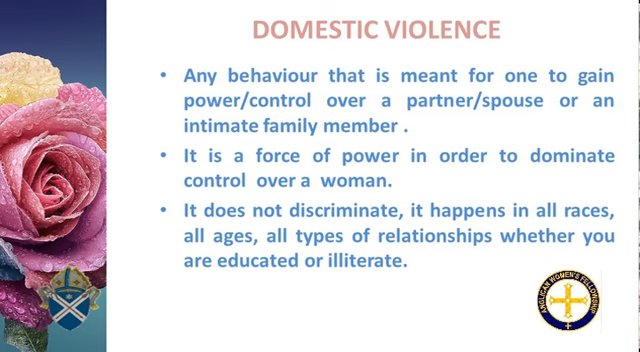 DOMESTIC VIOLENCE
• Any behaviour that is meant for one to gain
power/control over a partner/spouse or an
intimate family member .
• It is a force of power in order to dominate
control over a woman.
• It does not discriminate, it happens in all races,
all ages, all types of relationships whether you
are educated or illiterate.
ANGLICAN WOMEN'S FELLOWSHIP